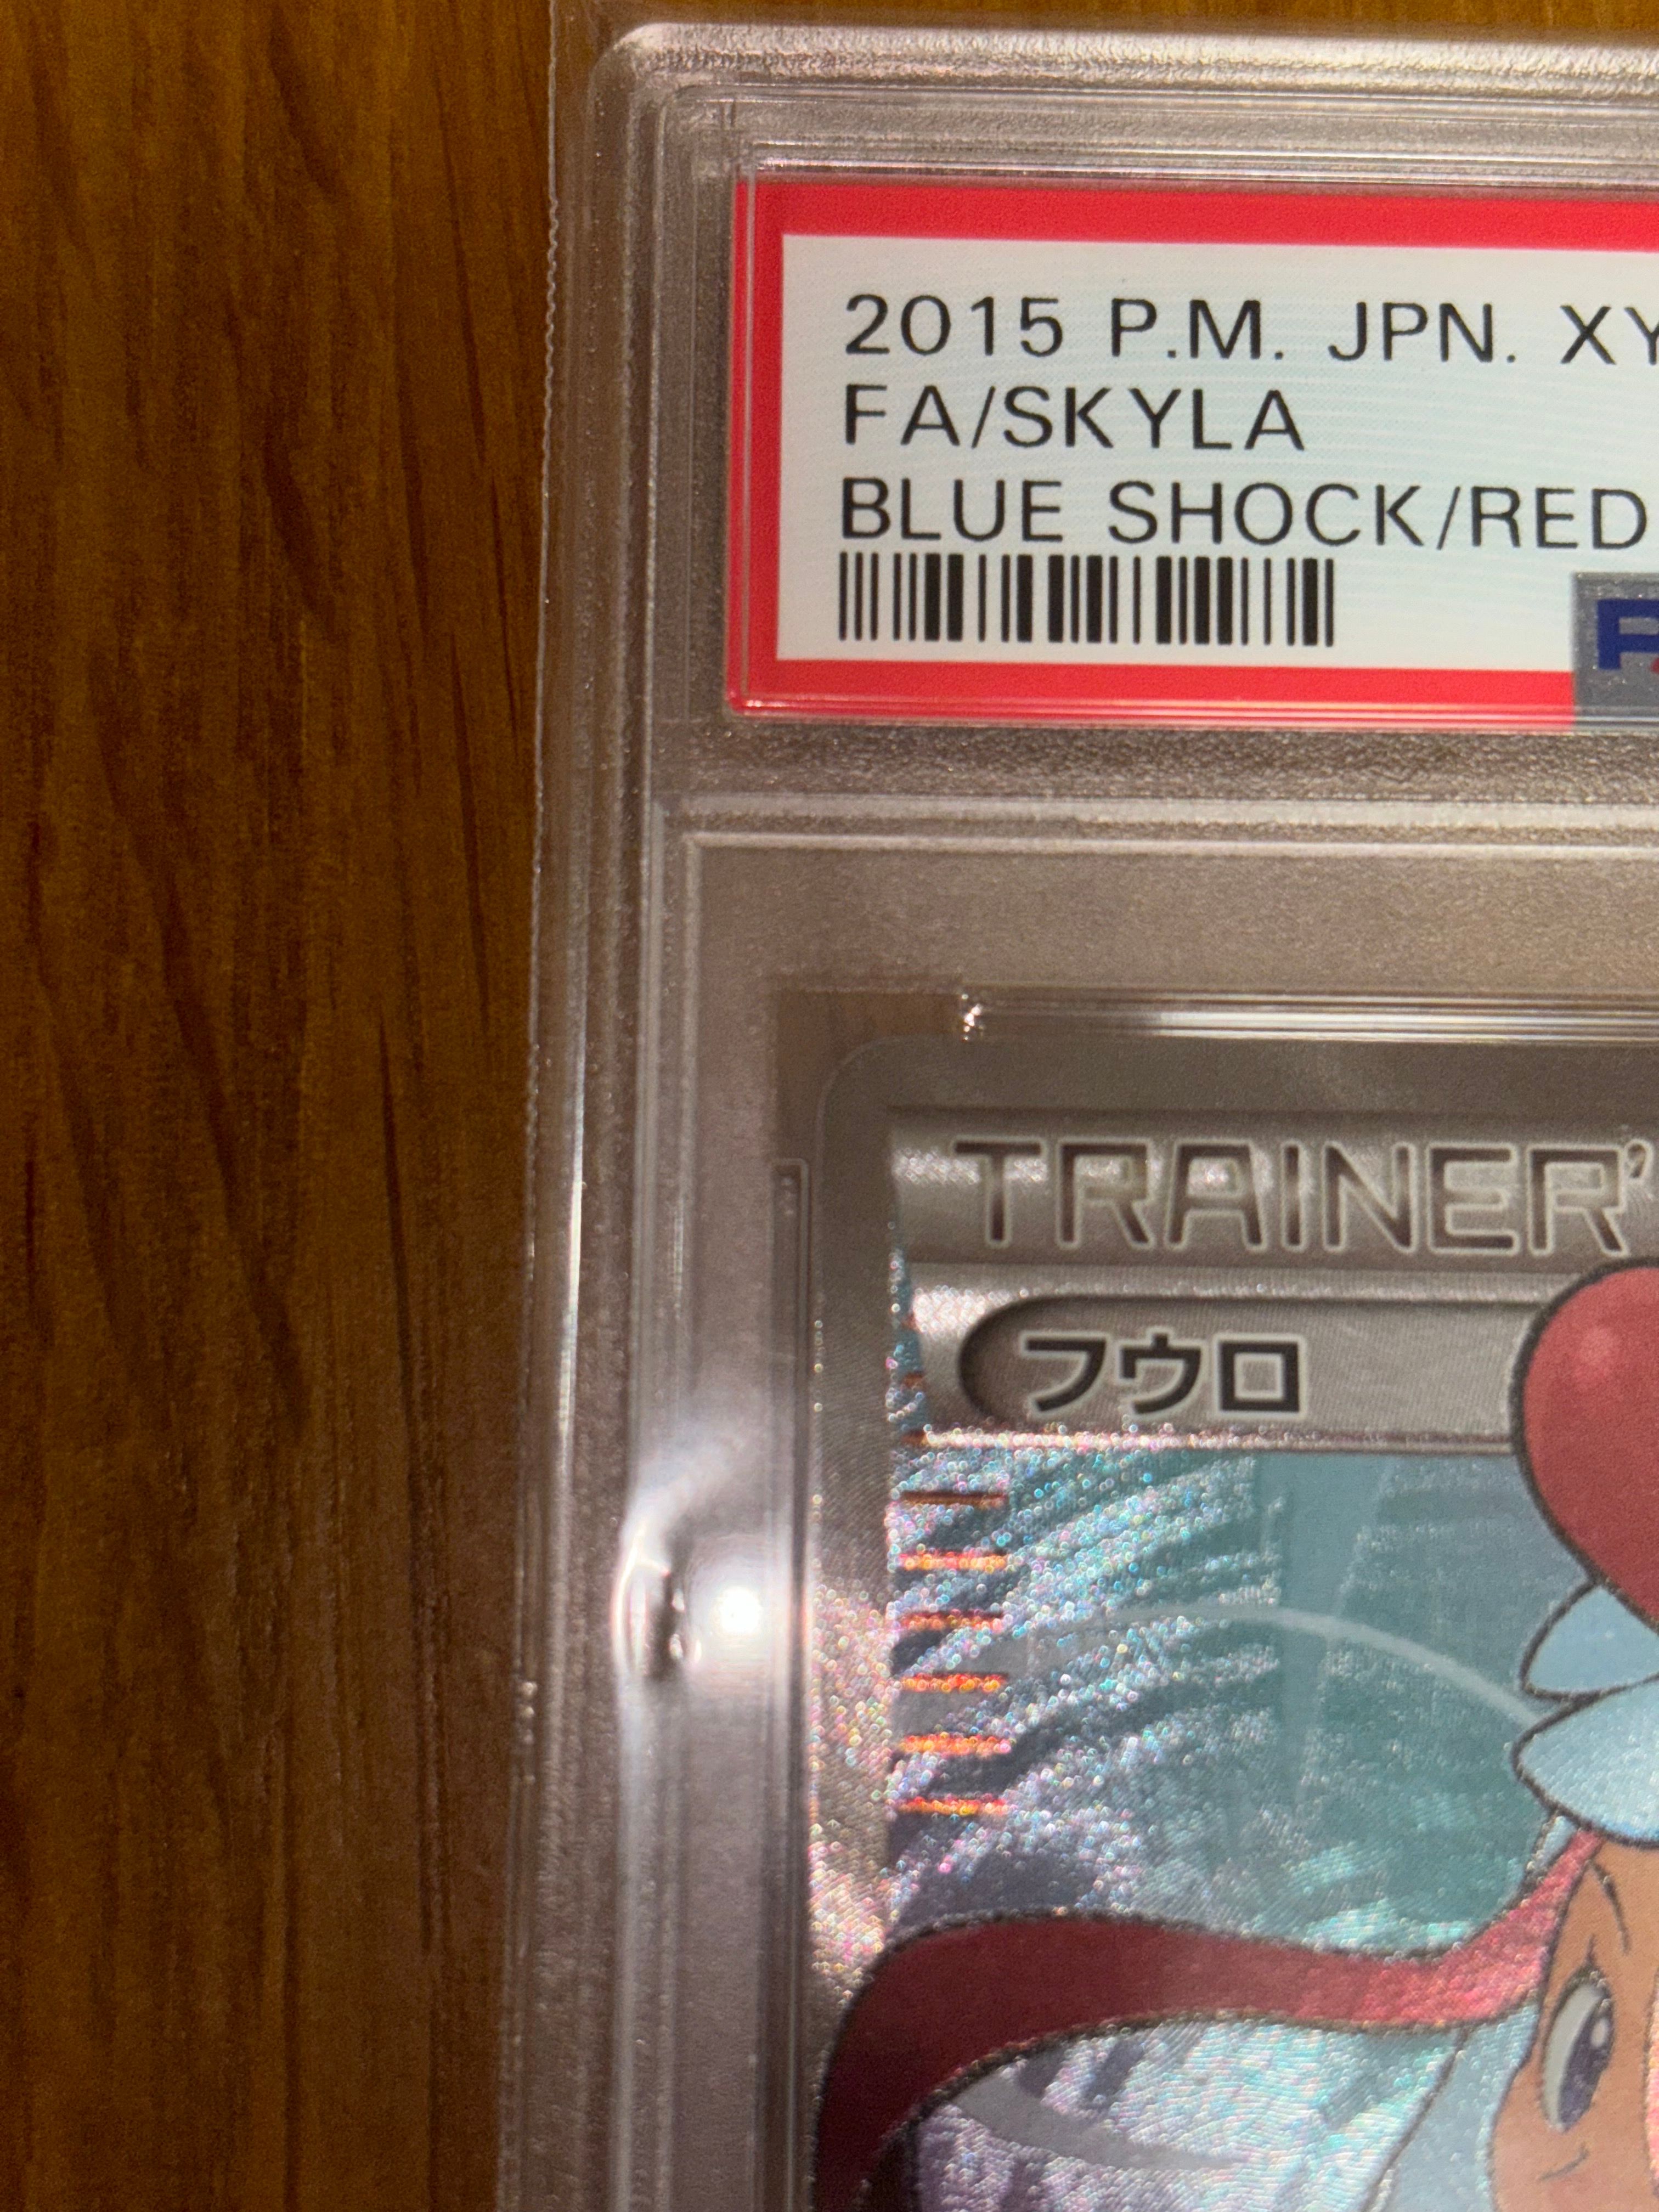 2015 P.M. JPN. XY
FA/SKYLA
BLUE SHOCK/RED
TRAINER'
フウロ